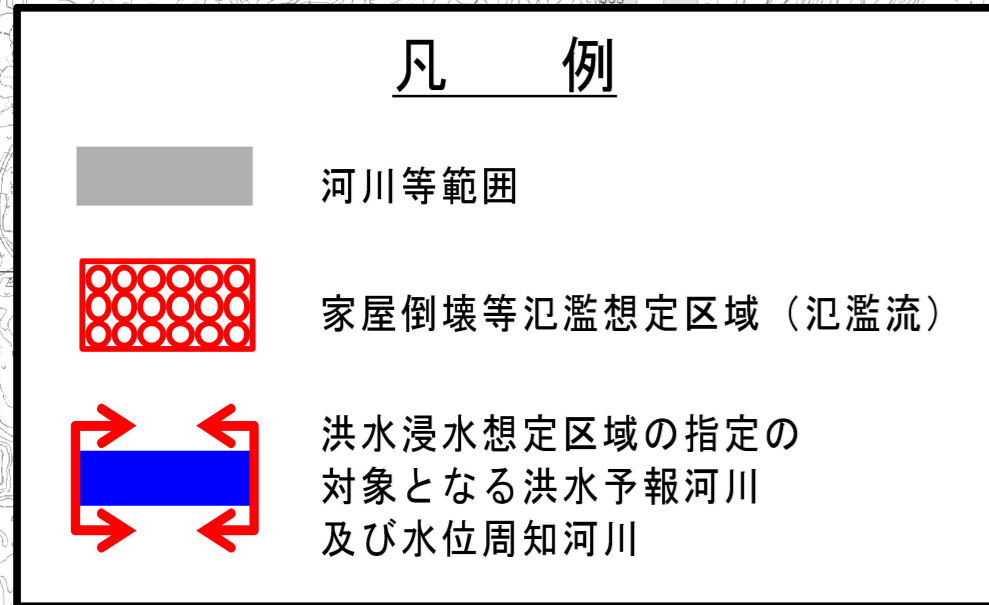 凡　例
河川等範囲
家屋倒壊等氾濫想定区域（氾濫流）
洪水浸水想定区域の指定の
対象となる洪水予報河川
及び水位周知河川